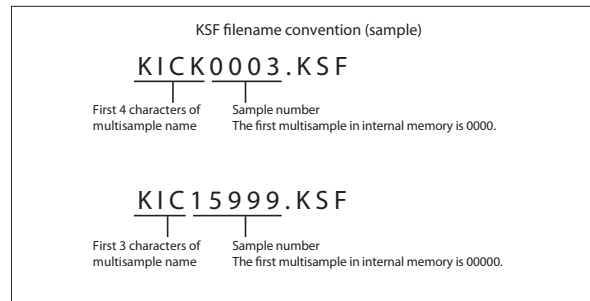 KSF filename convention (sample)
KICK0003.KSF
First 4 characters of Sample number
multisample name The first multisample in internal memory is 0000.
KIC15999.KSF
First 3 characters of Sample number
multisample name The first multisample in internal memory is 00000.